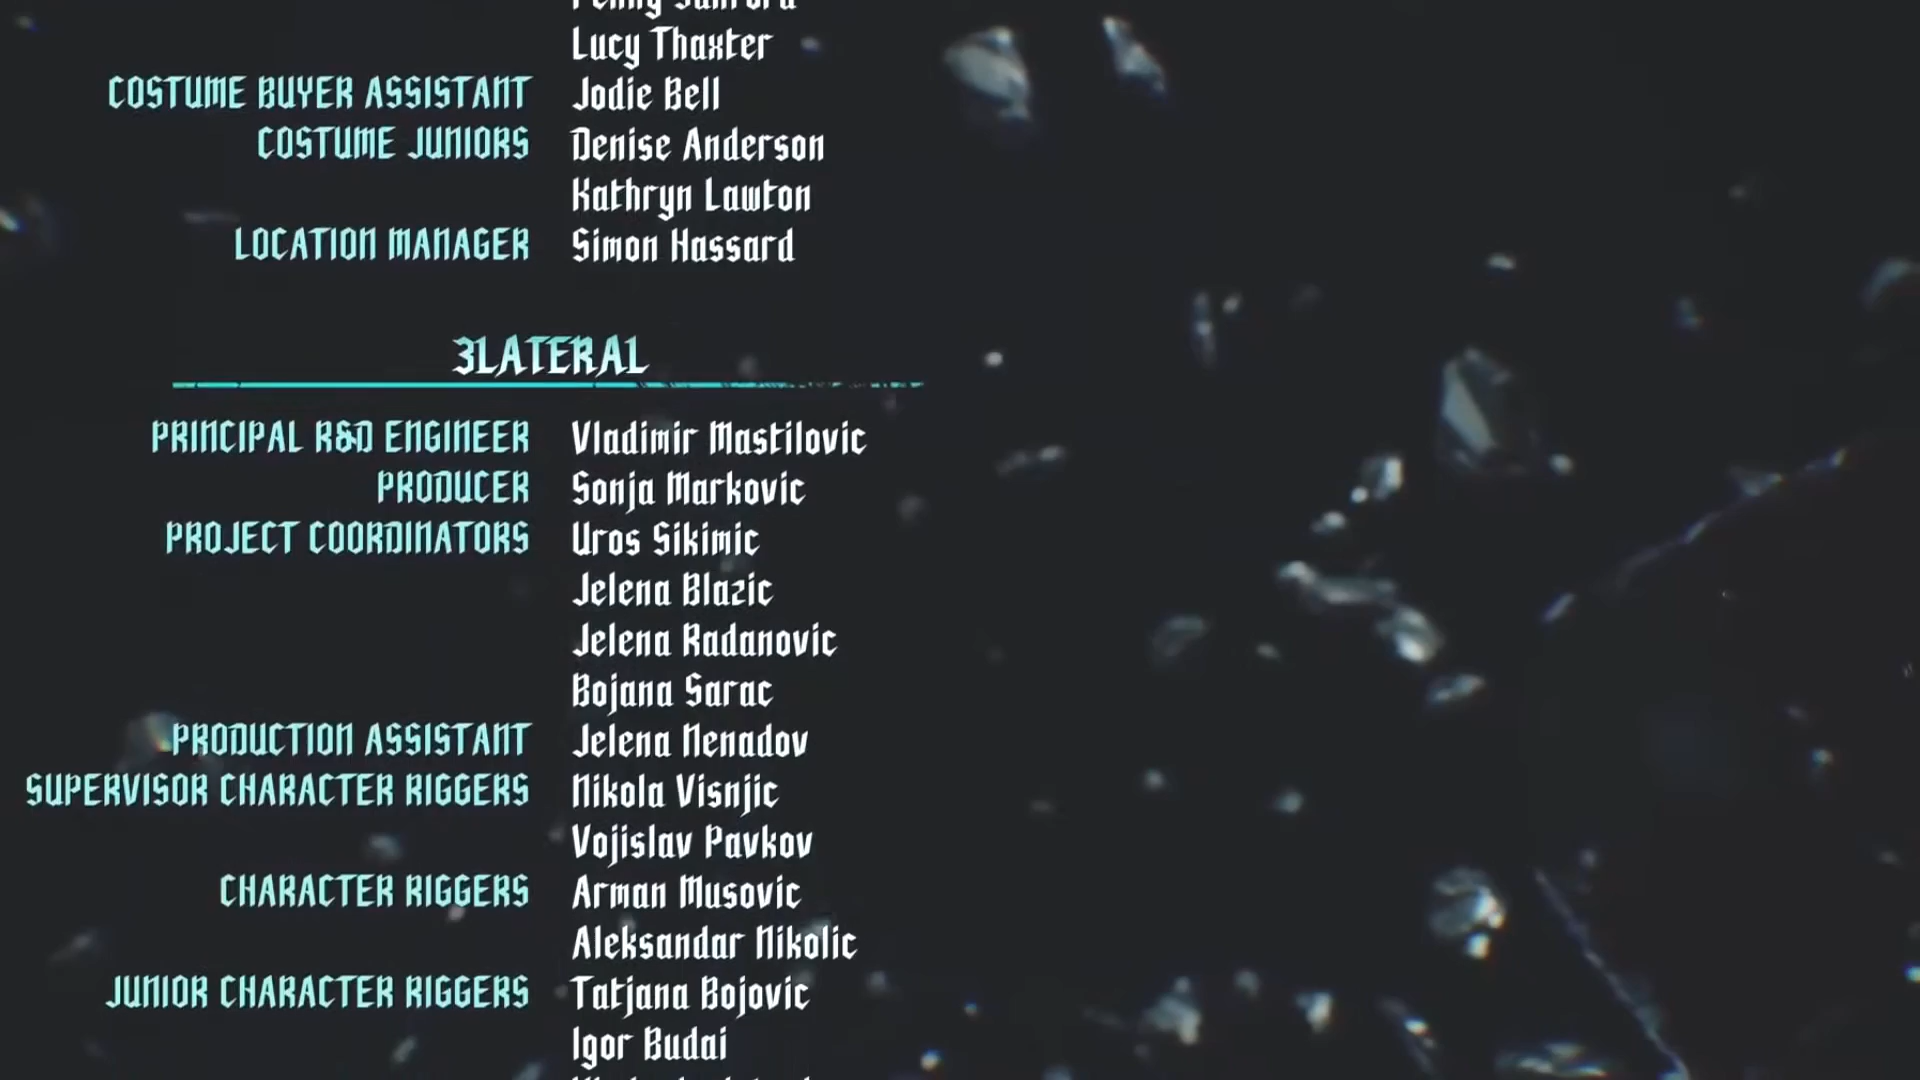 Lucy Thaxter
COSTUME BUYER ASSISTANT Jodie Bell
COSTUME JUNIORS Denise Anderson
Kathryn Lawton
LOCATION MANAGER Simon Hassard
3LATERAL
PRINCIPAL R&D ENGINEER Vladimir Mastilovic
PRODUCER Sonja Markovic
PROJECT COORDINATORS Uros Sikimic
Jelena Blazic
Jelena Radanovic
Bojana Sarac
PRODUCTION ASSISTANT Jelena Nenadov
SUPERVISOR CHARACTER RIGGERS Nikola Visnjic
Vojislav Pavkov
CHARACTER RIGGERS Arman Musovic
Aleksandar Nikolic
JUNIOR CHARACTER RIGGERS Tatjana Bojovic
Igor Budai